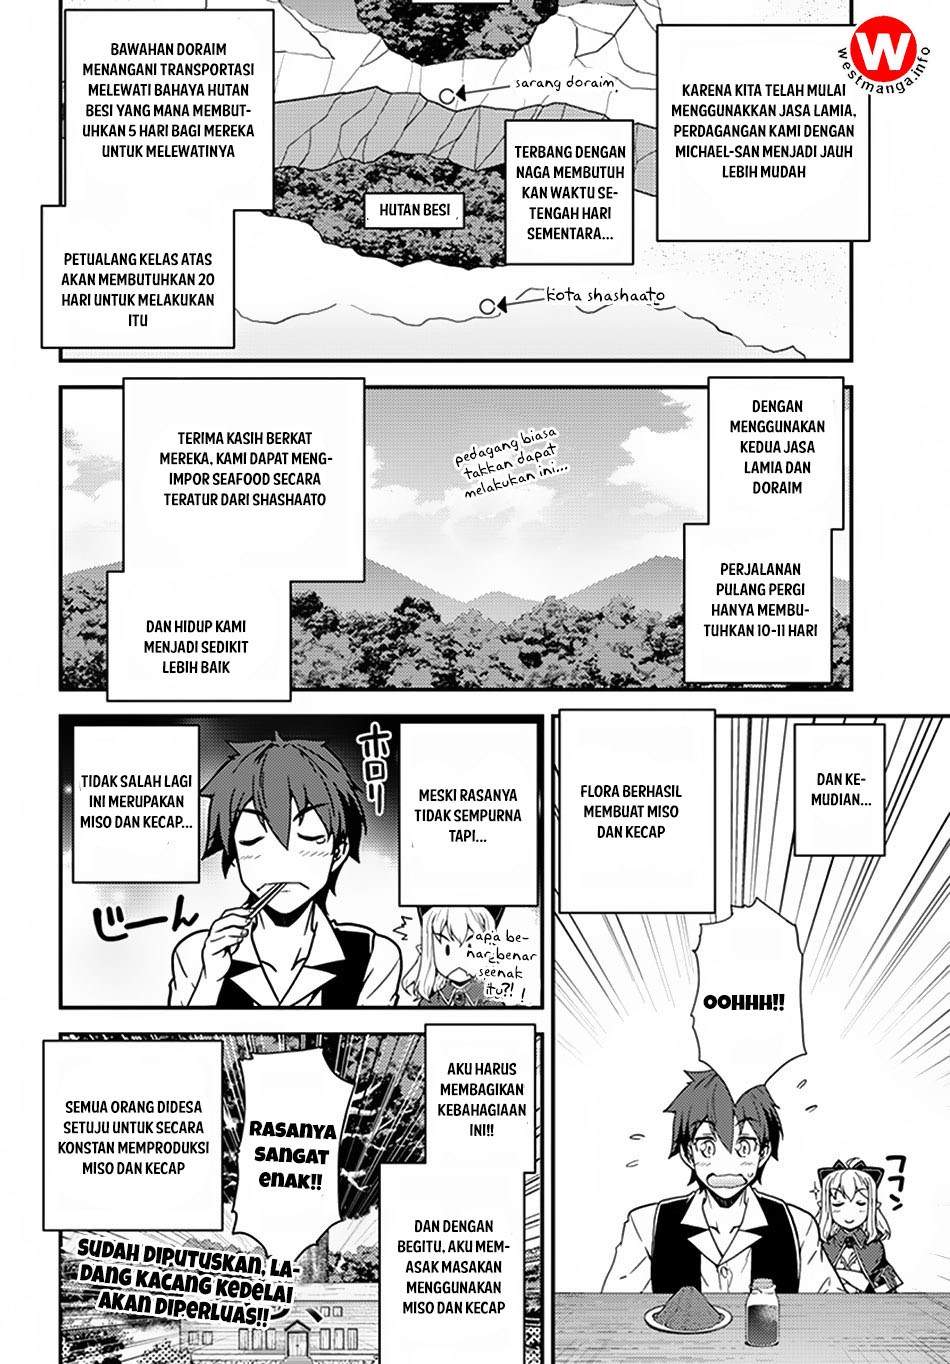 W
westmanga.info
KARENA KITA TELAH MULAI
MENGGUNAKKAN JASA LAMIA,
PERDAGANGAN KAMI DENGAN
MICHAEL-SAN MENJADI JAUH
LEBIH MUDAH
sarang doraim
TERBANG DENGAN
NAGA MEMBUTUH
KAN WAKTU SE-
TENGAH HARI
SEMENTARA...
HUTAN BESI
kota shashaato
BAWAHAN DORAIM
MENANGANI TRANSPORTASI
MELEWATI BAHAYA HUTAN
BESI YANG MANA MEMBUT-
UHKAN 5 HARI BAGI MEREKA
UNTUK MELEWATINYA
PETUALANG KELAS ATAS
AKAN MEMBUTUHKAN 20
HARI UNTUK MELAKUKAN
ITU
DENGAN
MENGGUNAKAN
KEDUA JASA
LAMIA DAN
DORAIM
PERJALANAN
PULANG PERGI
HANYA MEMBU-
TUHKAN 10-11 HARI
pedagang biasa
takkan dapat
melakukan ini...
TERIMA KASIH BERKAT
MEREKA, KAMI DAPAT MENG-
IMPOR SEAFOOD SECARA
TERATUR DARI SHASHAATO
DAN HIDUP KAMI
MENJADI SEDIKIT
LEBIH BAIK
DAN KE-
MUDIAN...
FLORA BERHASIL
MEMBUAT MISO
DAN KECAP
OOHHH!!
フフン
MESKI RASANYA
TIDAK SEMPURNA
TAPI...
ホロリ
TIDAK SALAH LAGI
INI MERUPAKAN
MISO DAN KECAP...
じーん
apa be-
nar-benar
seenak
itu?!
AKU HARUS
MEMBAGIKAN
KEBAHAGIAAN
INI!!
DAN DENGAN
BEGITU, AKU MEM-
ASAK MASAKAN
MENGGUNAKAN
MISO DAN KECAP
RASANYA
SANGAT
ENAK!!
SEMUA ORANG DIDESA
SETUJU UNTUK SECARA
KONSTAN MEMPRODUKSI
MISO DAN KECAP
SUDAH DIPUTUSKAN, LA-
DANG KACANG KEDELAI
AKAN DIPERLUAS!!